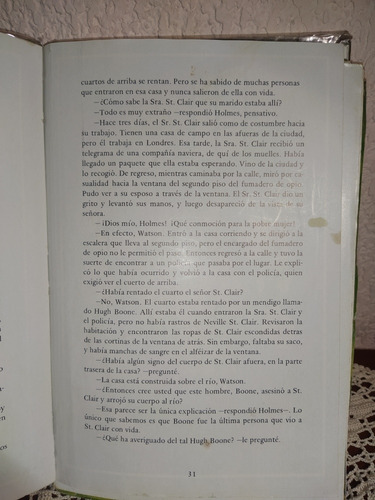 cuartos de arriba se rentan. Pero se ha sabido de muchas personas
que entraron en esa casa y nunca salieron de ella con vida.
—¿Cómo sabe la Sra. St. Clair que su marido estaba allí?
—Todo es muy extraño —respondió Holmes, pensativo.
—Hace tres días, el Sr. St. Clair salió como de costumbre hacia
su trabajo. Tienen una casa de campo en las afueras de la ciudad,
pero él trabaja en Londres. Esa tarde, la Sra. St. Clair recibió un
telegrama de una compañía naviera, de qui de los muelles. Había
llegado un paquete que ella estaba esperando. Vino de la ciudad y
lo recogió. De regreso, mientras caminaba por la calle, miró por ca-
sualidad hacia la ventana del segundo piso del fumadero de opio.
Pudo ver a su esposo a través de la ventana. El Sr. St. Clair dio un
grito y levantó sus manos, y luego desapareció de la vista de su
señora.
—¡Dios mío, Holmes! ¡Qué conmoción para la pobre mujer!
—En efecto, Watson. Entró a la casa corriendo y se dirigió a la
escalera que lleva al segundo piso, pero el encargado del fumadero
de opio no le permitió el pase. Entonces regresó a la calle y tuvo
la suerte de encontrar a un policía que pasaba por el lugar. Le explicó
lo que había ocurrido y volvió a la casa con el policía, quien
exigió ver el cuarto de arriba.
—¿Había rentado el cuarto el señor St. Clair?
—No, Watson. El cuarto estaba rentado por un mendigo llama-
do Hugh Boone. Allí estaba él cuando entraron la Sra. St. Clair y
el policía, pero no había rastros de Neville St. Clair. Revisaron la
habitación y encontraron las ropas de St. Clair escondidas detras
de las cortinas de la ventana de atrás. Sin embargo, faltaba su saco,
y había manchas de sangre en el alféizar de la ventana.
—¿Había algún signo del cuerpo de St. Clair afuera, en la parte
trasera de la casa? —pregunté.
—La casa está construida sobre el río, Watson.
—¿Entonces cree usted que este hombre, Boone, asesinó a St.
Clair y arrojó su cuerpo al río?
—Esa parece ser la única explicación —respondió Holmes—. Lo
único que sabemos es que Boone fue la última persona que vio a
St. Clair con vida.
—¿Qué ha averiguado del tal Hugh Boone? —le pregunté.
31